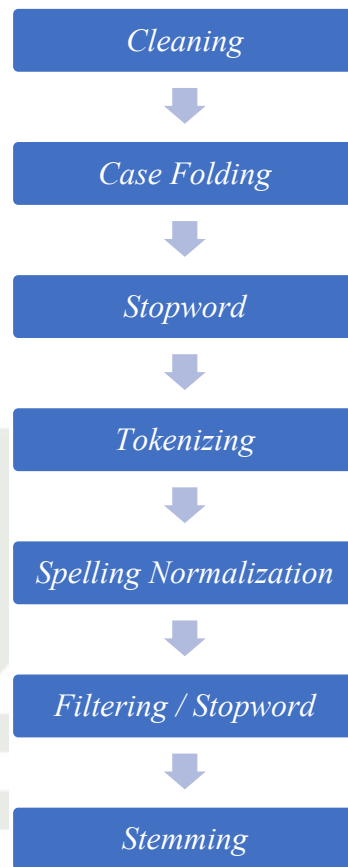 Cleaning
Case Folding
Stopword
Tokenizing
Spelling Normalization
Filtering / Stopword
Stemming